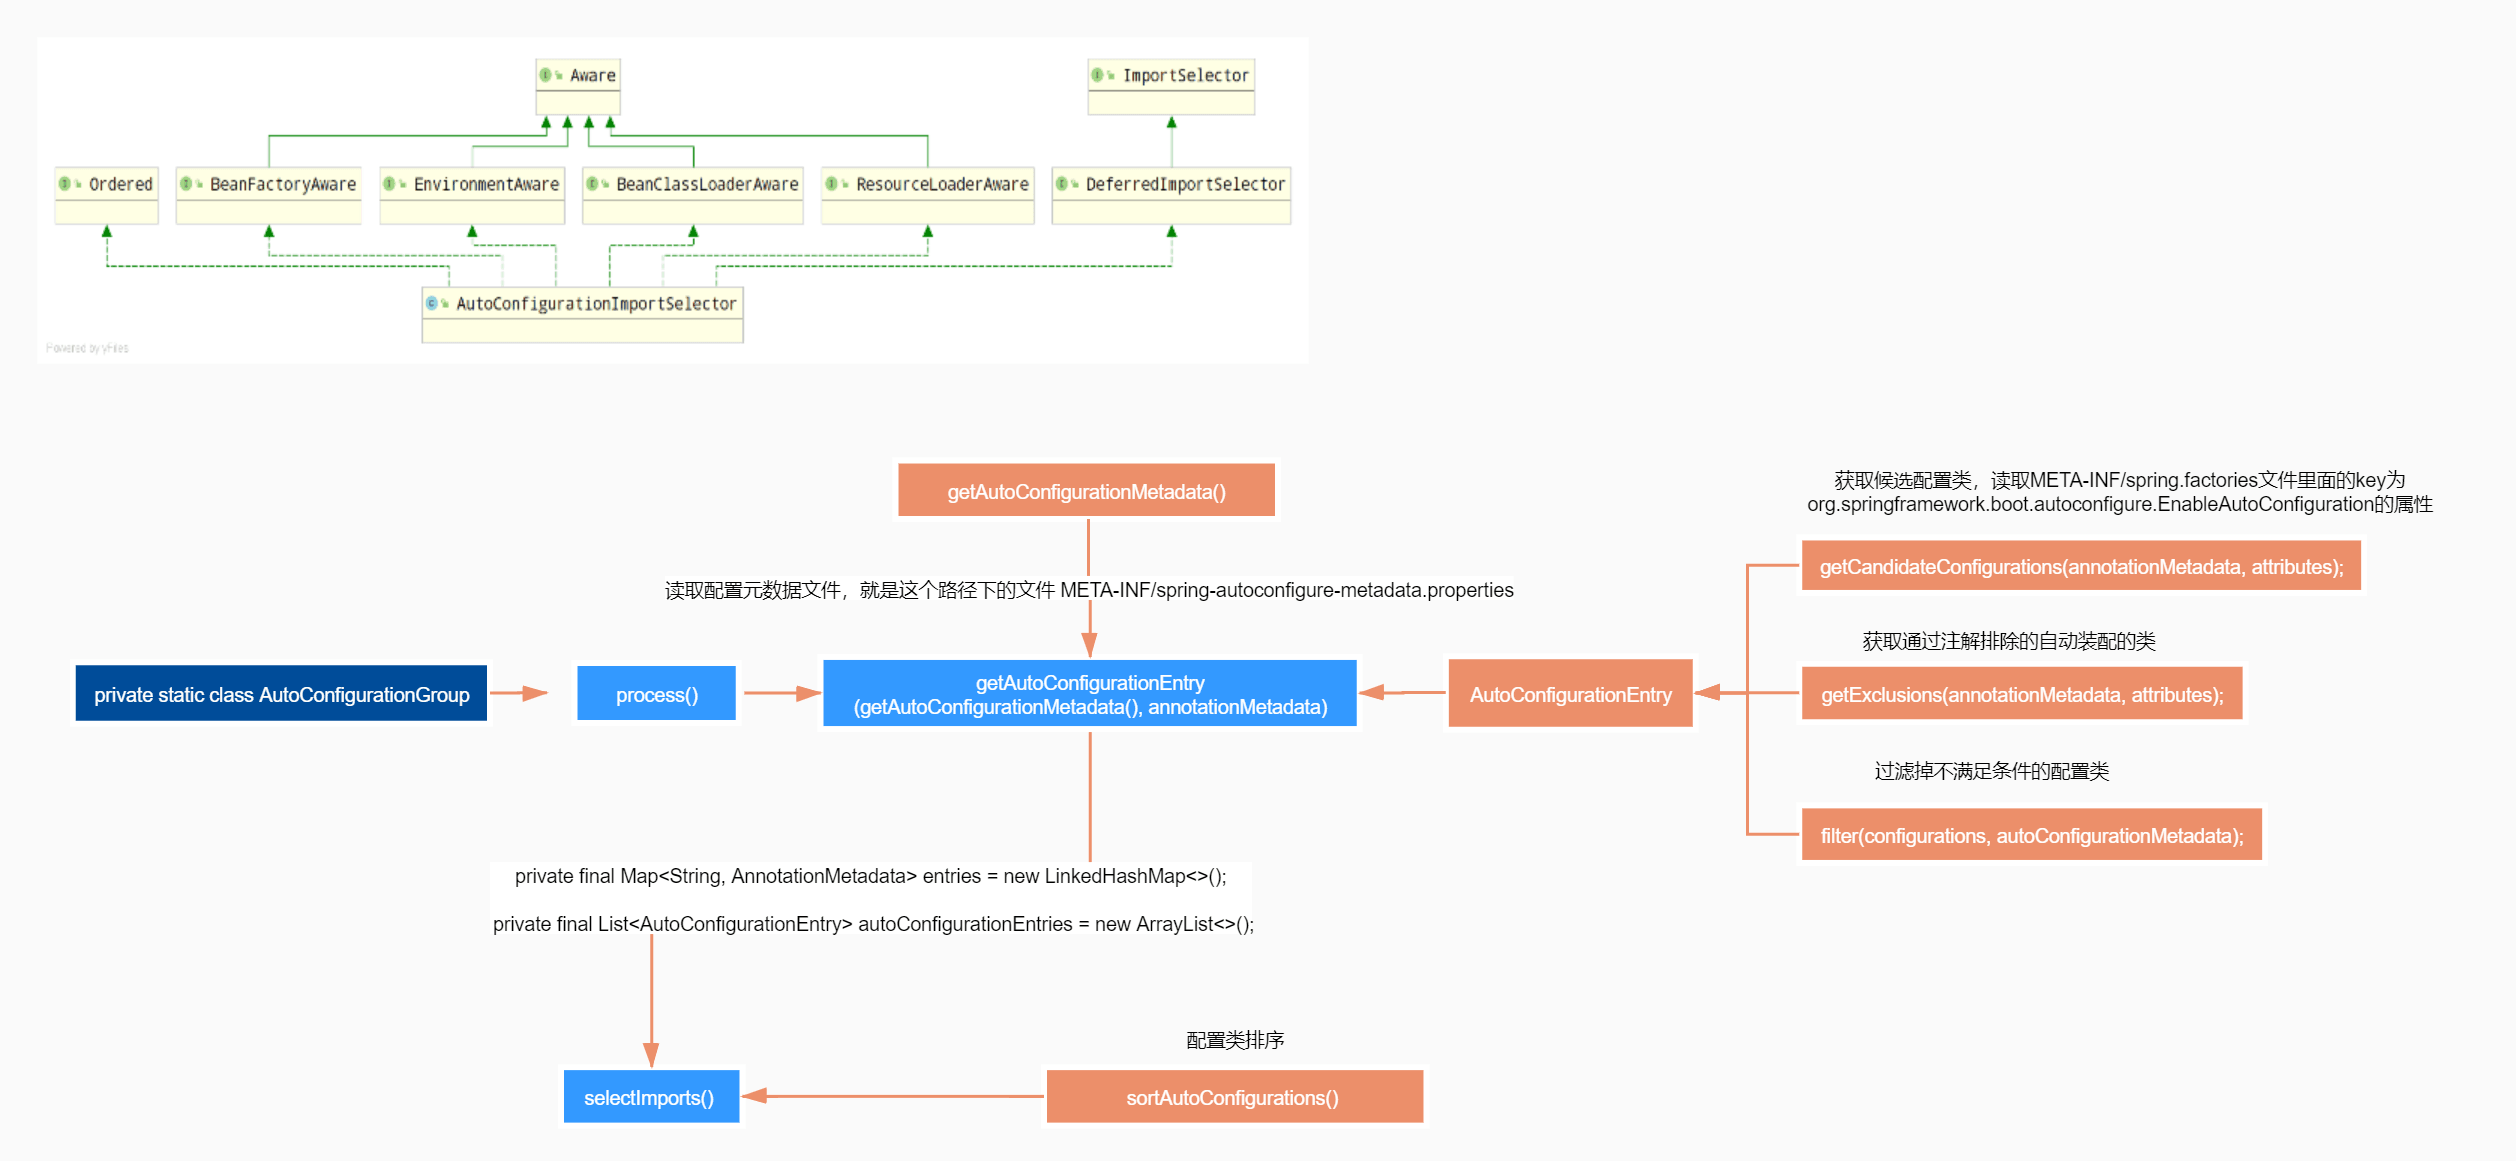 Aware
ImportSelector
Ordered
BeanFactoryAware
EnvironmentAware
BeanClassLoaderAware
ResourceLoaderAware
DeferredImportSelector
AutoConfigurationImportSelector
Powered by yFiles
getAutoConfigurationMetadata()
读取配置元数据文件，就是这个路径下的文件 META-INF/spring-autoconfigure-metadata.properties
获取候选配置类，读取META-INF/spring.factories文件里面的key为
org.springframework.boot.autoconfigure.EnableAutoConfiguration的属性
getCandidateConfigurations(annotationMetadata, attributes);
获取通过注解排除的自动装配的类
private static class AutoConfigurationGroup
process()
getAutoConfigurationEntry
(getAutoConfigurationMetadata(), annotationMetadata)
AutoConfigurationEntry
getExclusions(annotationMetadata, attributes);
过滤掉不满足条件的配置类
filter(configurations, autoConfigurationMetadata);
private final Map<String, AnnotationMetadata> entries = new LinkedHashMap<>();
private final List<AutoConfigurationEntry> autoConfigurationEntries = new ArrayList<>();
配置类排序
selectImports()
sortAutoConfigurations()